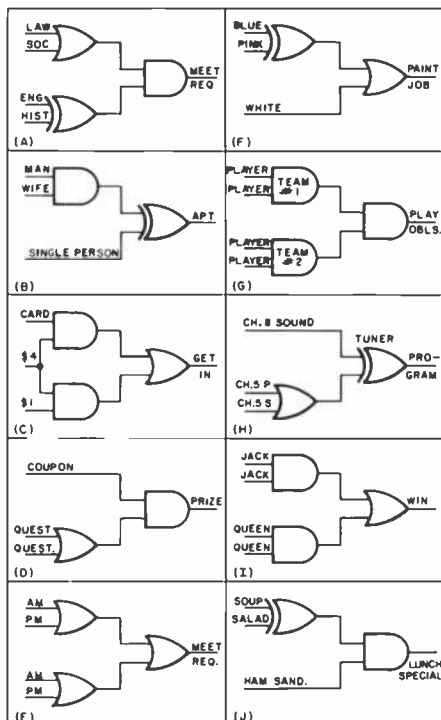 LAW
SOC
MEET
REQ
ENG
HIST
(A)
BLUE
PINK
PAINT
JOB
WHITE
(F)
MAN
WIFE
APT
SINGLE PERSON
(B)
PLAYER
PLAYER
TEAM
#1
PLAY
OBLS.
PLAYER
PLAYER
TEAM
#2
(G)
CARD
$4
GET
IN
$1
(C)
CH. 8 SOUND
TUNER
PRO-
GRAM
CH. 5 P
CH. 5 S
(H)
COUPON
PRIZE
QUEST
QUEST.
(D)
JACK
JACK
WIN
QUEEN
QUEEN
(I)
AM
PM
MEET
REQ.
AM
PM
(E)
SOUP
SALAD
LUNCH
SPECIAL
HAM SAND.
(J)